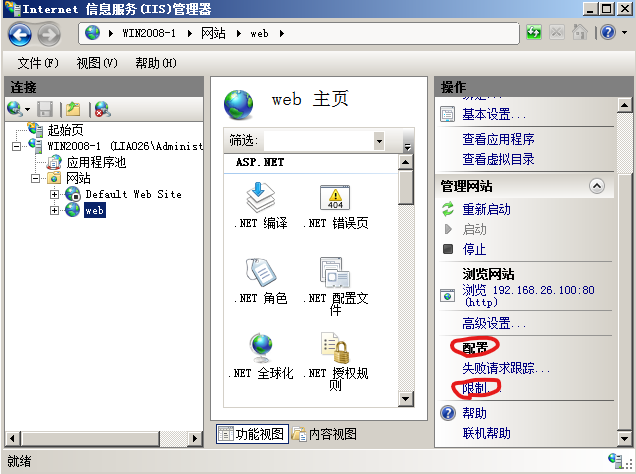 Internet 信息服务(IIS)管理器
WIN2008-1 网站 web
文件(F) 视图(V) 帮助(H)
连接
起始页
WIN2008-1 (LIA026\Administ
应用程序池
网站
Default Web Site
web
web 主页
筛选:
ASP.NET
.NET 编译
.NET 错误页
404
.NET 角色
.NET 配置文
件
.NET 全球化
.NET 授权规
则
功能视图
内容视图
操作
绑定...
基本设置...
查看应用程序
查看虚拟目录
管理网站
重新启动
启动
停止
浏览网站
浏览 192.168.26.100:80
(http)
高级设置...
配置
失败请求跟踪...
限制...
帮助
联机帮助
就绪